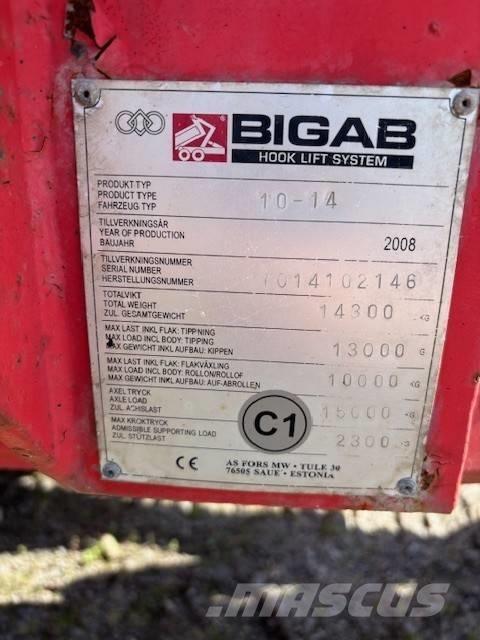 BIGAB
HOOK LIFT SYSTEM
PRODUKT TYP
PRODUCT TYPE
FAHRZEUG TYP
10-14
TILLVERKNINGSÅR
YEAR OF PRODUCTION
BAUJAHR
2008
TILLVERKNINGSNUMMER
SERIAL NUMBER
HERSTELLUNGSNUMMER
7014102146
TOTALVIKT
TOTAL WEIGHT
ZUL. GESAMTGEWICHT
14300 KG
MAX LAST INKL FLAK: TIPPNING
MAX LOAD INCL BODY: TIPPING
MAX GEWICHT INKL AUFBAU: KIPPEN
13000 G
MAX LAST INKL. FLAK: FLAKVÄXLING
MAX LOAD INCL. BODY: ROLLON/ROLLOF
MAX GEWICHT INKL AUFBAU: AUF-ABROLLEN
10000 G
AXELTRYCK
AXLE LOAD
ZUL. ACHSLAST
15000 KG
MAX KROKTRYCK
ADMISSIBLE SUPPORTING LOAD
ZUL. STÜTZLAST
2300 KG
C1
CE
AS FORS MW • TULE 30
76505 SAUE • ESTONIA
MASCUS